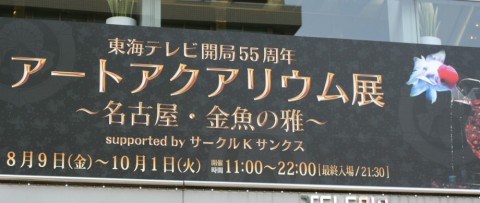 東海テレビ開局55周年
アートアクアリウム展
～名古屋・金魚の雅～
supported by サークルKサンクス
8月9日(金)～10月1日(火) 開催時間 11:00～22:00[最終入場/21:30]